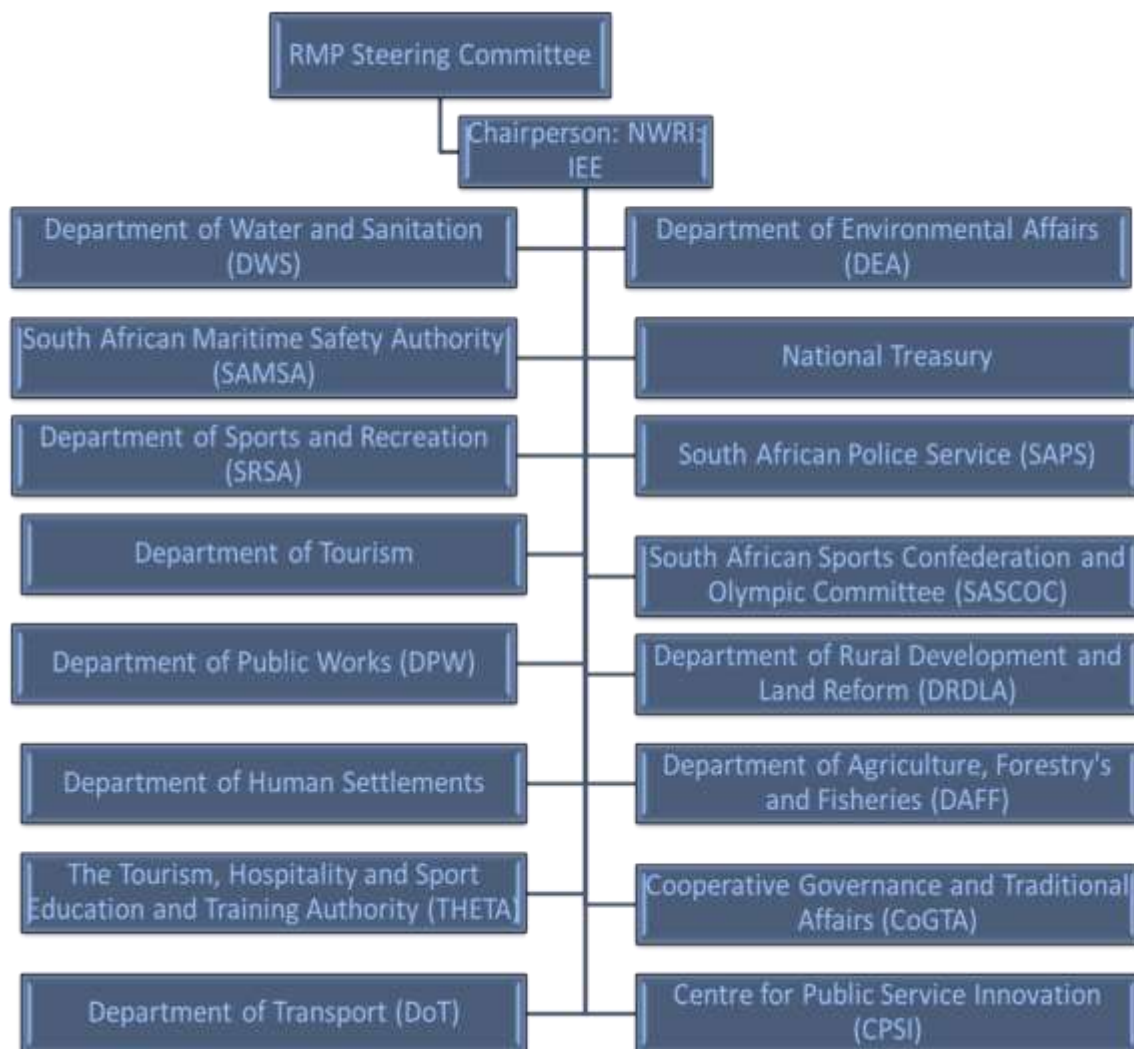 RMP Steering Committee
Chairperson: NWRI:
IEE
Department of Water and Sanitation
(DWS)
Department of Environmental Affairs
(DEA)
South African Maritime Safety Authority
(SAMSA)
National Treasury
Department of Sports and Recreation
(SRSA)
South African Police Service (SAPS)
Department of Tourism
South African Sports Confederation and
Olympic Committee (SASCOC)
Department of Public Works (DPW)
Department of Rural Development and
Land Reform (DRDLA)
Department of Human Settlements
Department of Agriculture, Forestry's
and Fisheries (DAFF)
The Tourism, Hospitality and Sport
Education and Training Authority (THETA)
Cooperative Governance and Traditional
Affairs (CoGTA)
Department of Transport (DoT)
Centre for Public Service Innovation
(CPSI)